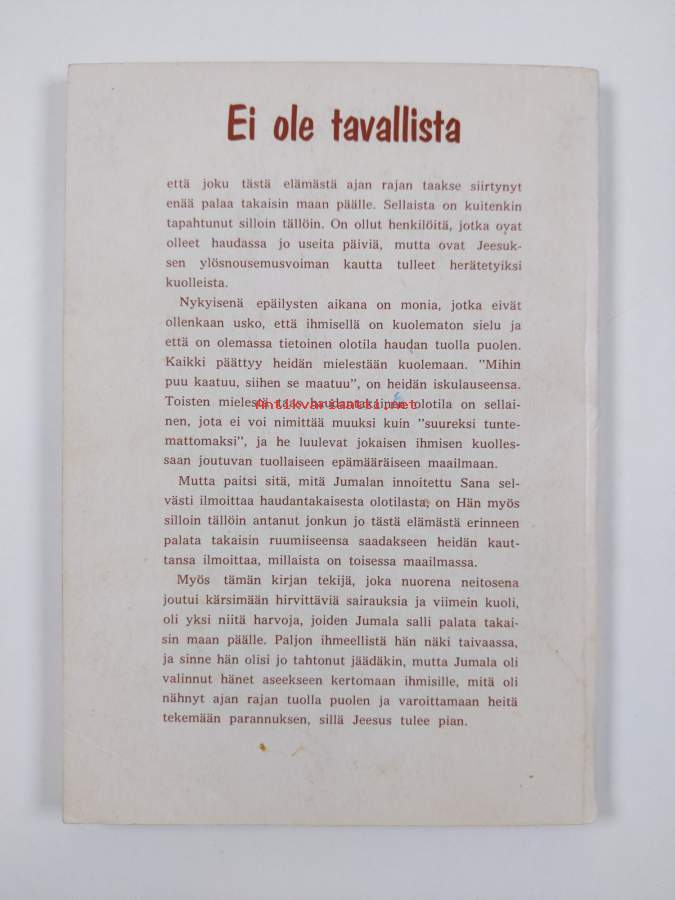 Ei ole tavallista
että joku tästä elämästä ajan rajan taakse siirtynyt
enää palaa takaisin maan päälle. Sellaista on kuitenkin
tapahtunut silloin tällöin. On ollut henkilöitä, jotka ovat
olleet haudassa jo useita päiviä, mutta ovat Jeesuk-
sen ylösnousemusvoiman kautta tulleet herätetyiksi
kuolleista.
Nykyisenä epäilysten aikana on monia, jotka eivät
ollenkaan usko, että ihmisellä on kuolematon sielu ja
että on olemassa tietoinen olotila haudan tuolla puolen.
Kaikki päättyy heidän mielestään kuolemaan. "Mihin
puu kaatuu, siihen se maatuu", on heidän iskulauseensa.
Toisten mielestä taas haudantakainen olotila on sellai-
Antikvariaatti.net
nen, jota ei voi nimittää muuksi kuin "suureksi tunte-
mattomaksi", ja he luulevat jokaisen ihmisen kuolles-
saan joutuvan tuollaiseen epämääräiseen maailmaan.
Mutta paitsi sitä, mitä Jumalan innoitettu Sana sel-
västi ilmoittaa haudantakaisesta olotilasta, on Hän myös
silloin tällöin antanut jonkun jo tästä elämästä erinneen
palata takaisin ruumiiseensa saadakseen heidän kaut-
tansa ilmoittaa, millaista on toisessa maailmassa.
Myös tämän kirjan tekijä, joka nuorena neitosena
joutui kärsimään hirvittäviä sairauksia ja viimein kuoli,
oli yksi niitä harvoja, joiden Jumala salli palata takai-
sin maan päälle. Paljon ihmeellistä hän näki taivaassa,
ja sinne hän olisi jo tahtonut jäädäkin, mutta Jumala oli
valinnut hänet aseekseen kertomaan ihmisille, mitä oli
nähnyt ajan rajan tuolla puolen ja varoittamaan heitä
tekemään parannuksen, sillä Jeesus tulee pian.